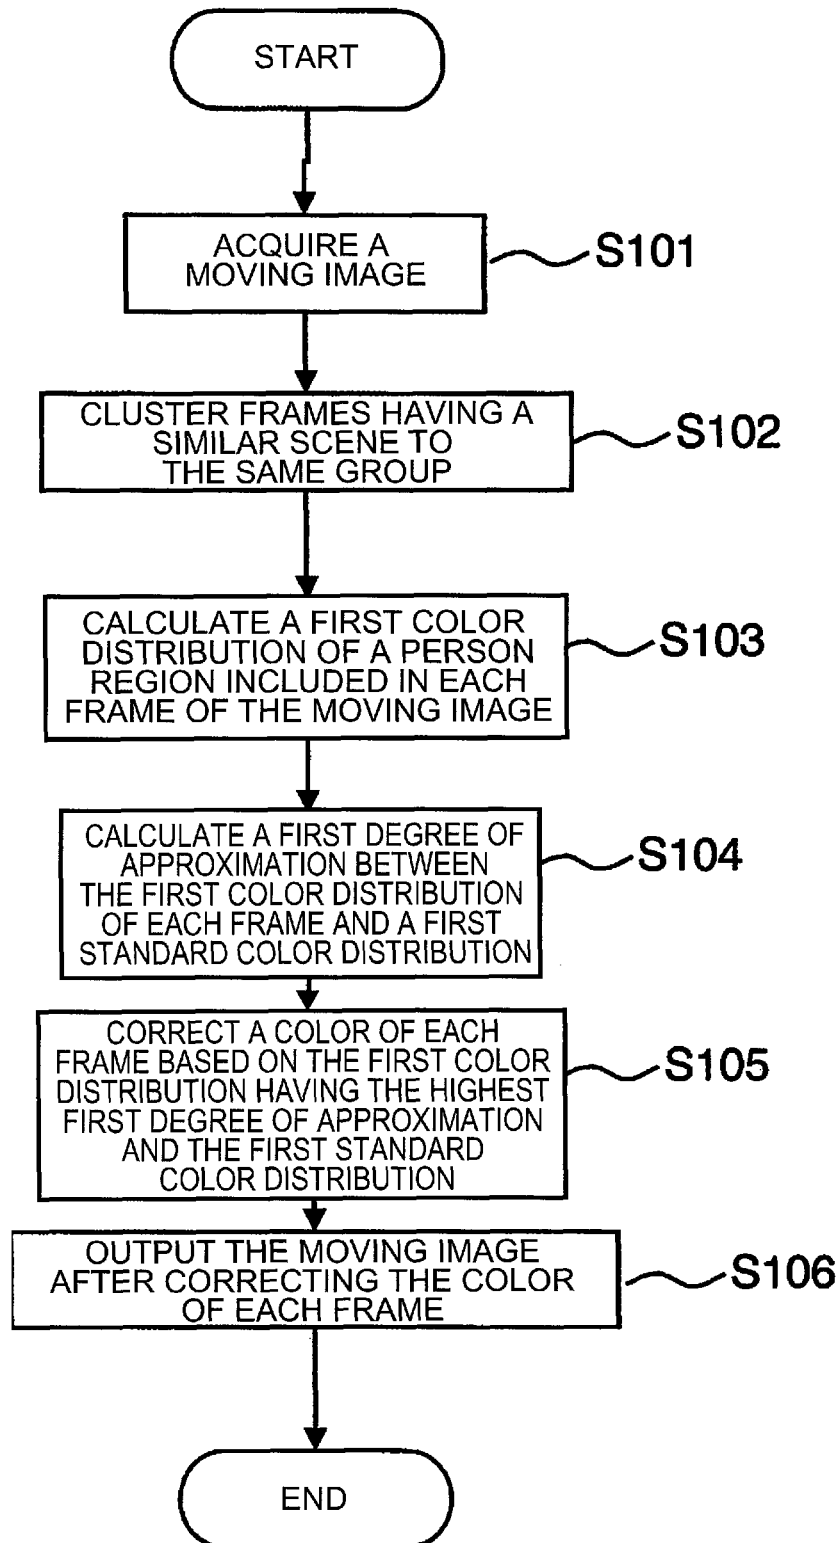 START
ACQUIRE A
MOVING IMAGE
S101
CLUSTER FRAMES HAVING A
SIMILAR SCENE TO
THE SAME GROUP
S102
CALCULATE A FIRST COLOR
DISTRIBUTION OF A PERSON
REGION INCLUDED IN EACH
FRAME OF THE MOVING IMAGE
S103
CALCULATE A FIRST DEGREE OF
APPROXIMATION BETWEEN
THE FIRST COLOR DISTRIBUTION
OF EACH FRAME AND A FIRST
STANDARD COLOR DISTRIBUTION
S104
CORRECT A COLOR OF EACH
FRAME BASED ON THE FIRST COLOR
DISTRIBUTION HAVING THE HIGHEST
FIRST DEGREE OF APPROXIMATION
AND THE FIRST STANDARD
COLOR DISTRIBUTION
S105
OUTPUT THE MOVING IMAGE
AFTER CORRECTING THE COLOR
OF EACH FRAME
S106
END